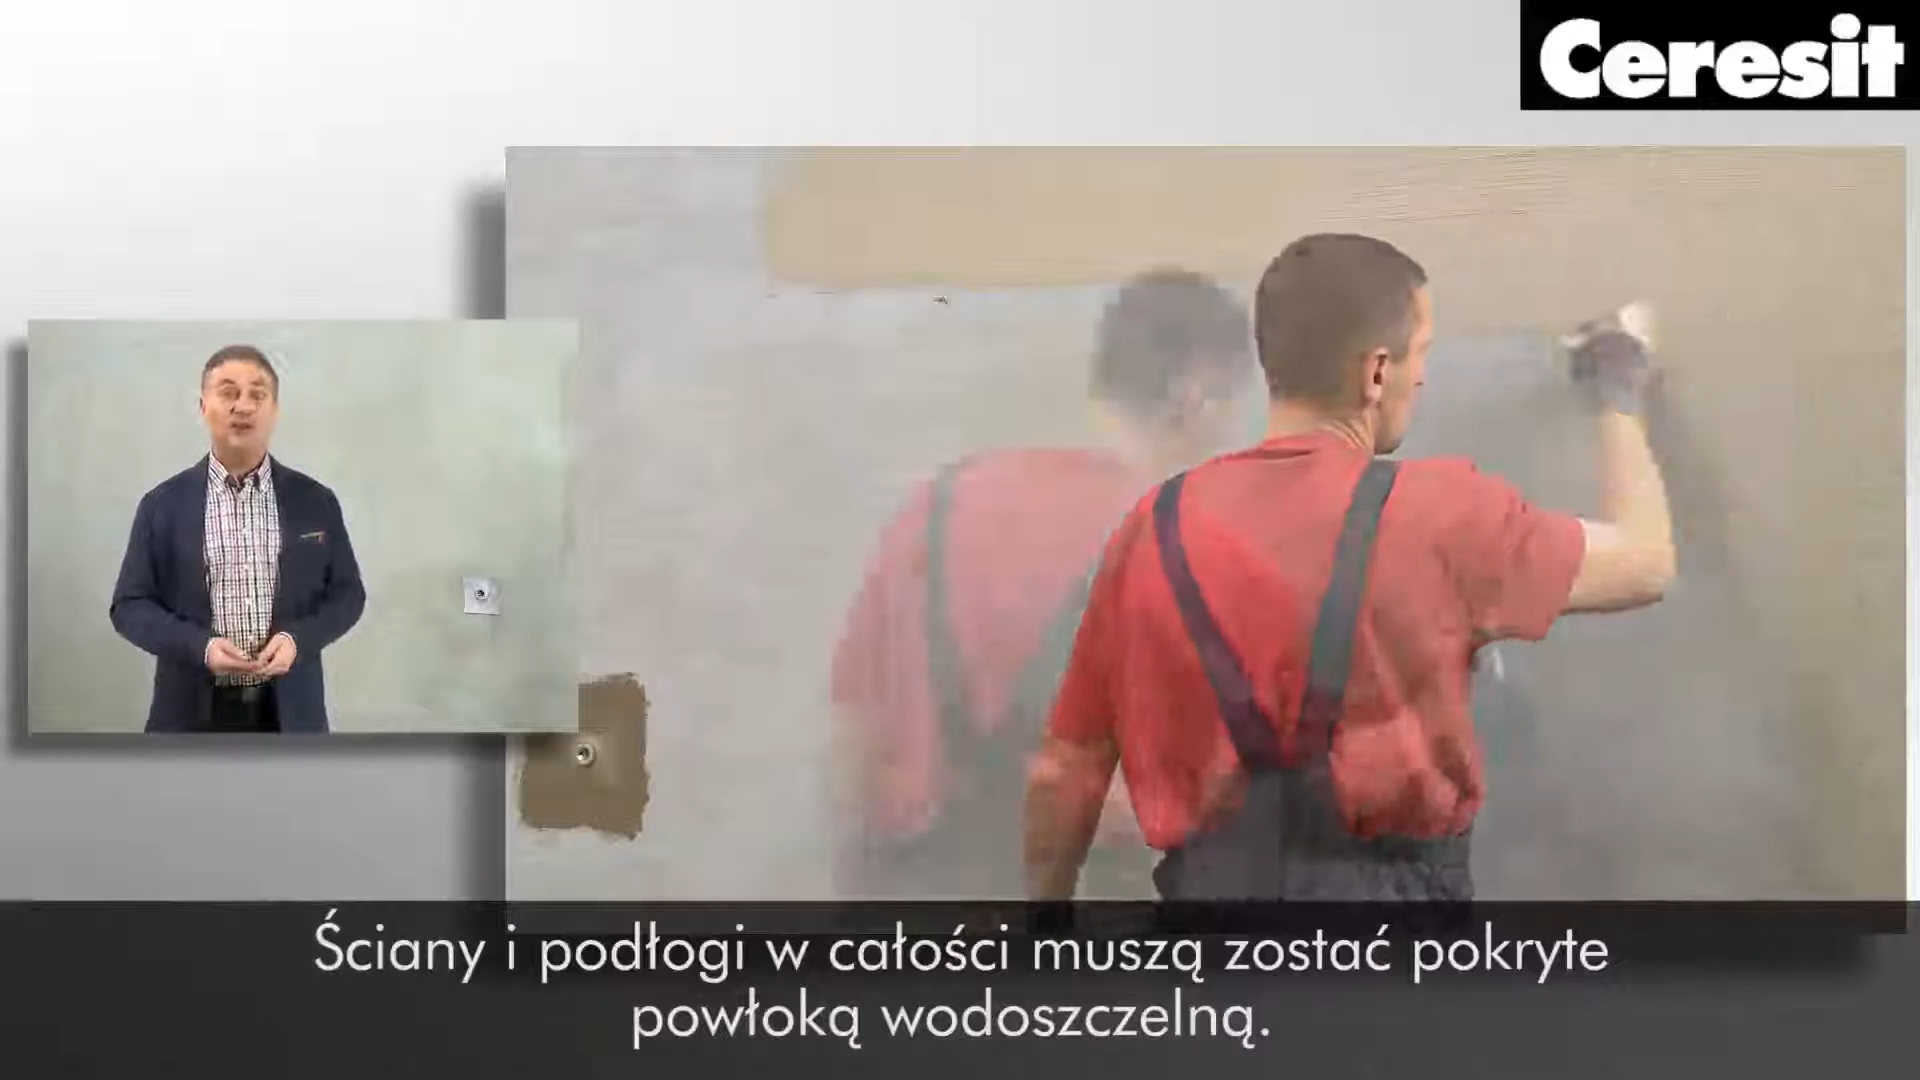 Ceresit
Ściany i podłogi w całości muszą zostać pokryte
powłoką wodoszczelną.